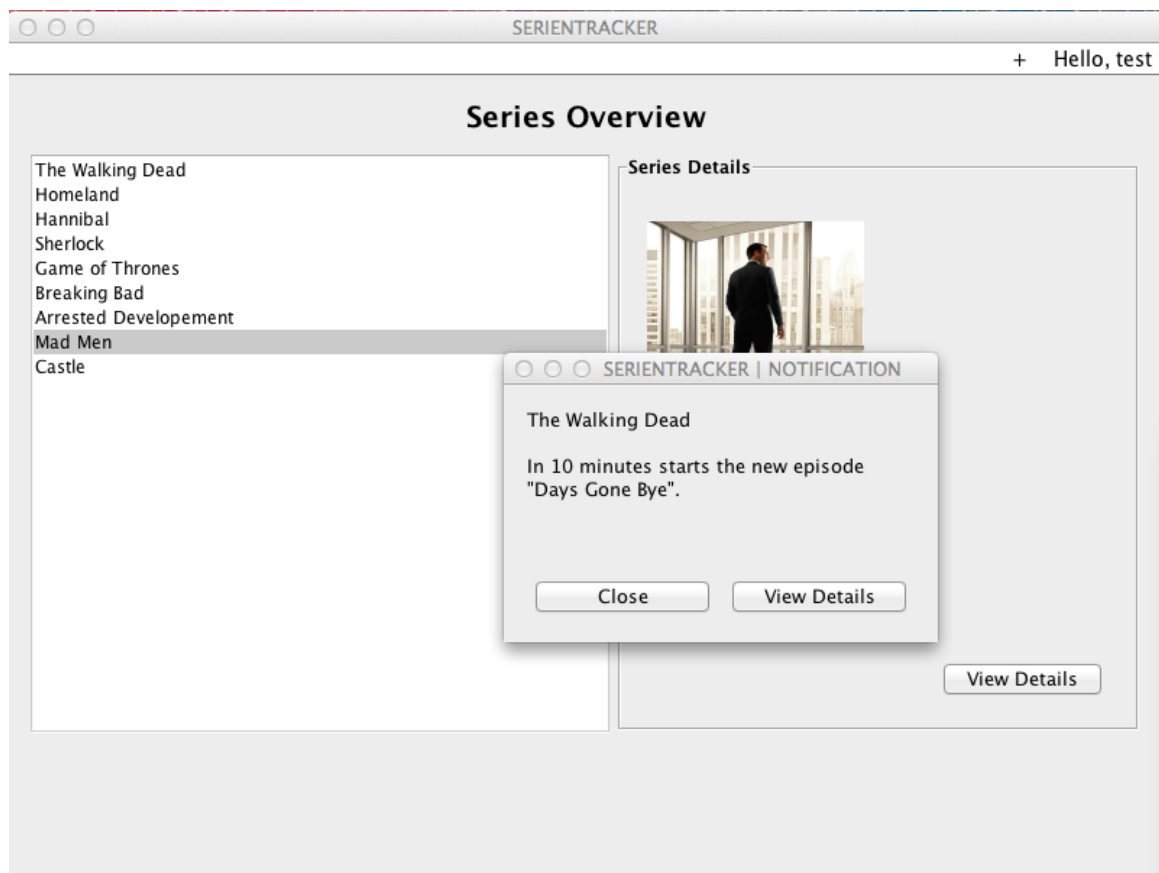 SERIENTRACKER
+ Hello, test
Series Overview
The Walking Dead
Homeland
Hannibal
Sherlock
Game of Thrones
Breaking Bad
Arrested Developement
Mad Men
Castle
Series Details
SERIENTRACKER | NOTIFICATION
The Walking Dead
In 10 minutes starts the new episode
"Days Gone Bye".
Close View Details
View Details